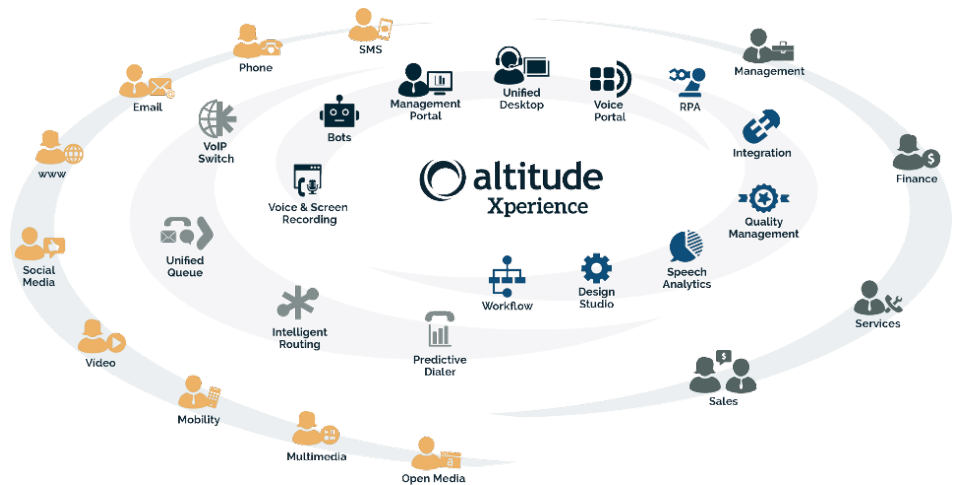 SMS
Phone
Management
Email
Management
Portal
Unified
Desktop
Voice
Portal
RPA
Bots
VoIP
Switch
Integration
www
altitude
Xperience
Finance
Voice & Screen
Recording
Quality
Management
Unified
Queue
Social
Media
Speech
Analytics
Workflow
Design
Studio
Services
Intelligent
Routing
Predictive
Dialer
Video
$
$
Sales
Mobility
Multimedia
Open Media